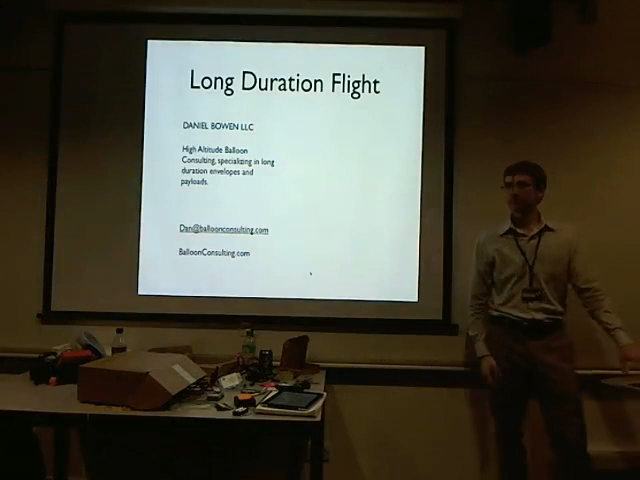 Long Duration Flight
DANIEL BOWEN LLC
High Altitude Balloon
Consulting, specializing in long
duration envelopes and
payloads.
Dan@balloonconsulting.com
BalloonConsulting.com